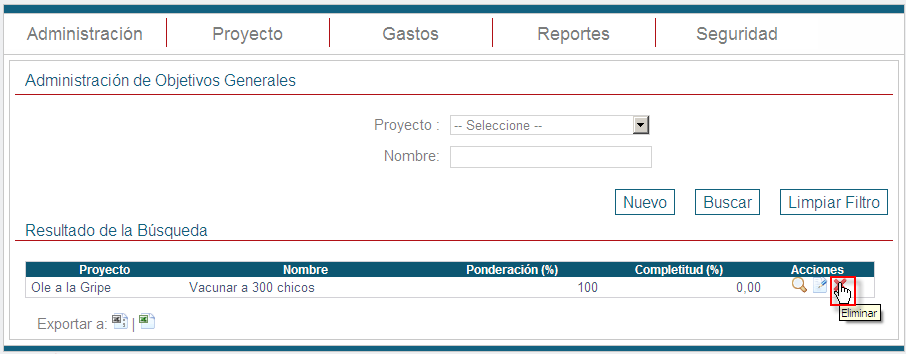 Administración Proyecto Gastos Reportes Seguridad
Administración de Objetivos Generales
Proyecto : -- Seleccione --
Nombre:
Nuevo Buscar Limpiar Filtro
Resultado de la Búsqueda
Proyecto Nombre Ponderación (%) Completitud (%) Acciones
Ole a la Gripe Vacunar a 300 chicos 100 0,00
Eliminar
Exportar a: |